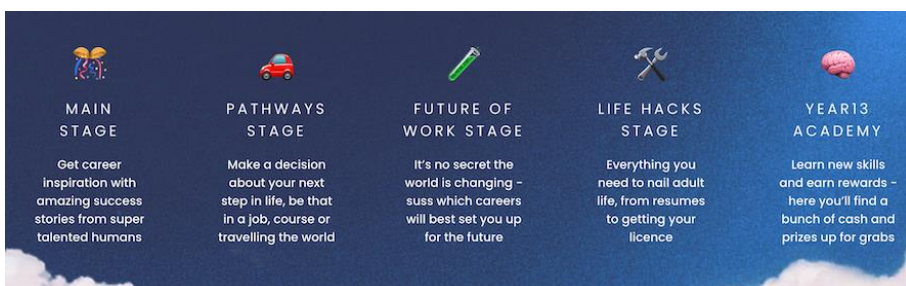 MAIN
STAGE
Get career
inspiration with
amazing success
stories from super
talented humans
PATHWAYS
STAGE
Make a decision
about your next
step in life, be that
in a job, course or
travelling the world
FUTURE OF
WORK STAGE
It's no secret the
world is changing –
suss which careers
will best set you up
for the future
LIFE HACKS
STAGE
Everything you
need to nail adult
life, from resumes
to getting your
licence
YEAR13
ACADEMY
Learn new skills
and earn rewards –
here you'll find a
bunch of cash and
prizes up for grabs